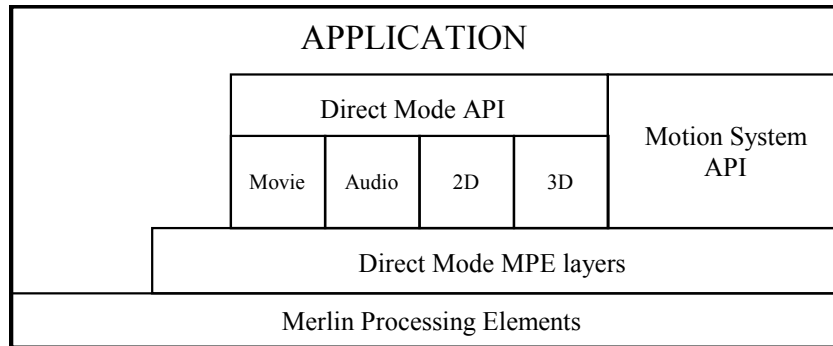 APPLICATION
Direct Mode API
Motion System
API
Movie
Audio
2D
3D
Direct Mode MPE layers
Merlin Processing Elements